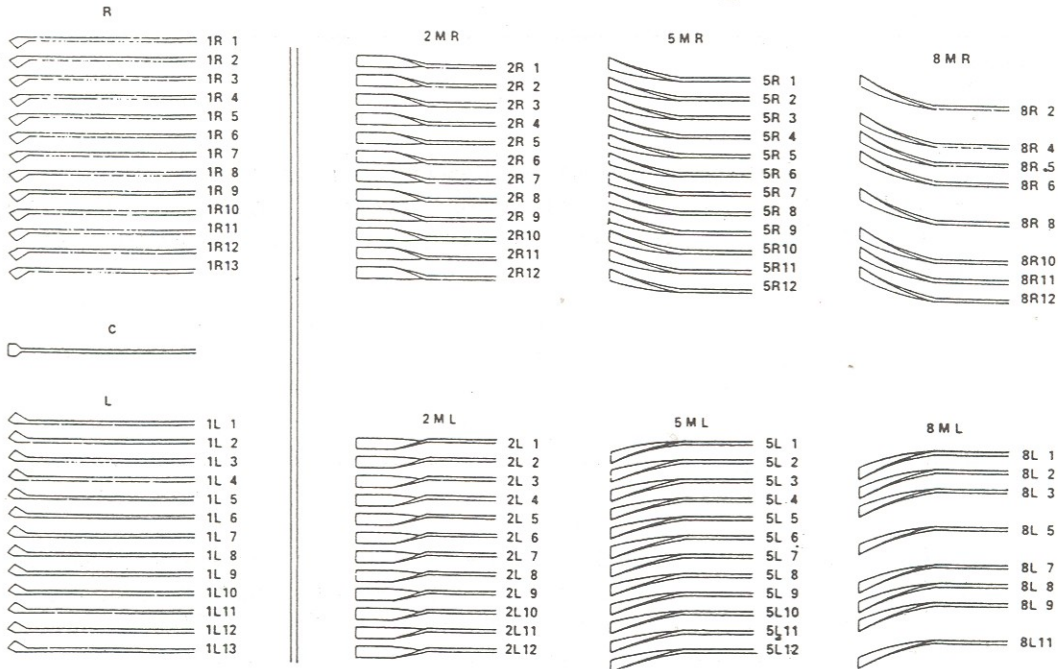 R
1R 1
1R 2
1R 3
1R 4
1R 5
1R 6
1R 7
1R 8
1R 9
1R10
1R11
1R12
1R13
C
L
1L 1
1L 2
1L 3
1L 4
1L 5
1L 6
1L 7
1L 8
1L 9
1L10
1L11
1L12
1L13
2 M R
2R 1
2R 2
2R 3
2R 4
2R 5
2R 6
2R 7
2R 8
2R 9
2R10
2R11
2R12
2 M L
2L 1
2L 2
2L 3
2L 4
2L 5
2L 6
2L 7
2L 8
2L 9
2L10
2L11
2L12
5 M R
5R 1
5R 2
5R 3
5R 4
5R 5
5R 6
5R 7
5R 8
5R 9
5R10
5R11
5R12
5 M L
5L 1
5L 2
5L 3
5L 4
5L 5
5L 6
5L 7
5L 8
5L 9
5L10
5L11
5L12
8 M R
8R 2
8R 4
8R 5
8R 6
8R 8
8R10
8R11
8R12
8 M L
8L 1
8L 2
8L 3
8L 5
8L 7
8L 8
8L 9
8L11